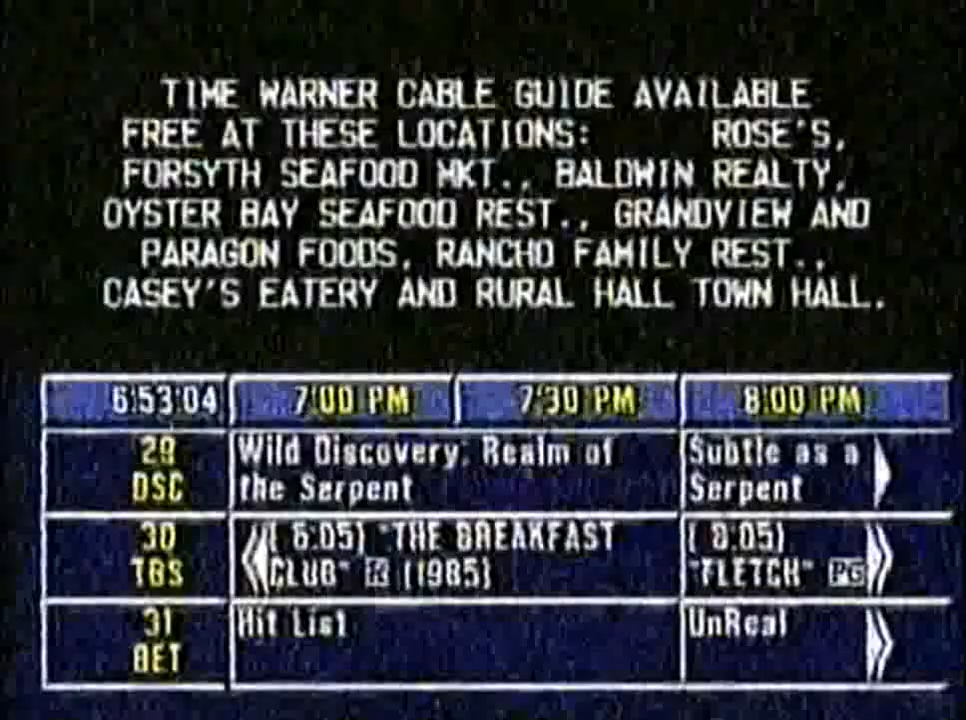 TIME WARNER CABLE GUIDE AVAILABLE
FREE AT THESE LOCATIONS: ROSE'S,
FORSYTH SEAFOOD MKT., BALDWIN REALTY,
OYSTER BAY SEAFOOD REST., GRANDVIEW AND
PARAGON FOODS, RANCHO FAMILY REST.,
CASEY'S EATERY AND RURAL HALL TOWN HALL.
6:53:04 7:00 PM 7:30 PM 8:00 PM
29
DSC
Wild Discovery: Realm of
the Serpent
Subtle as a
Serpent
30
TBS
( 6:05) "THE BREAKFAST
CLUB" R (1985)
( 8:05)
"FLETCH" PG
31
BET
Hit List
UnReal